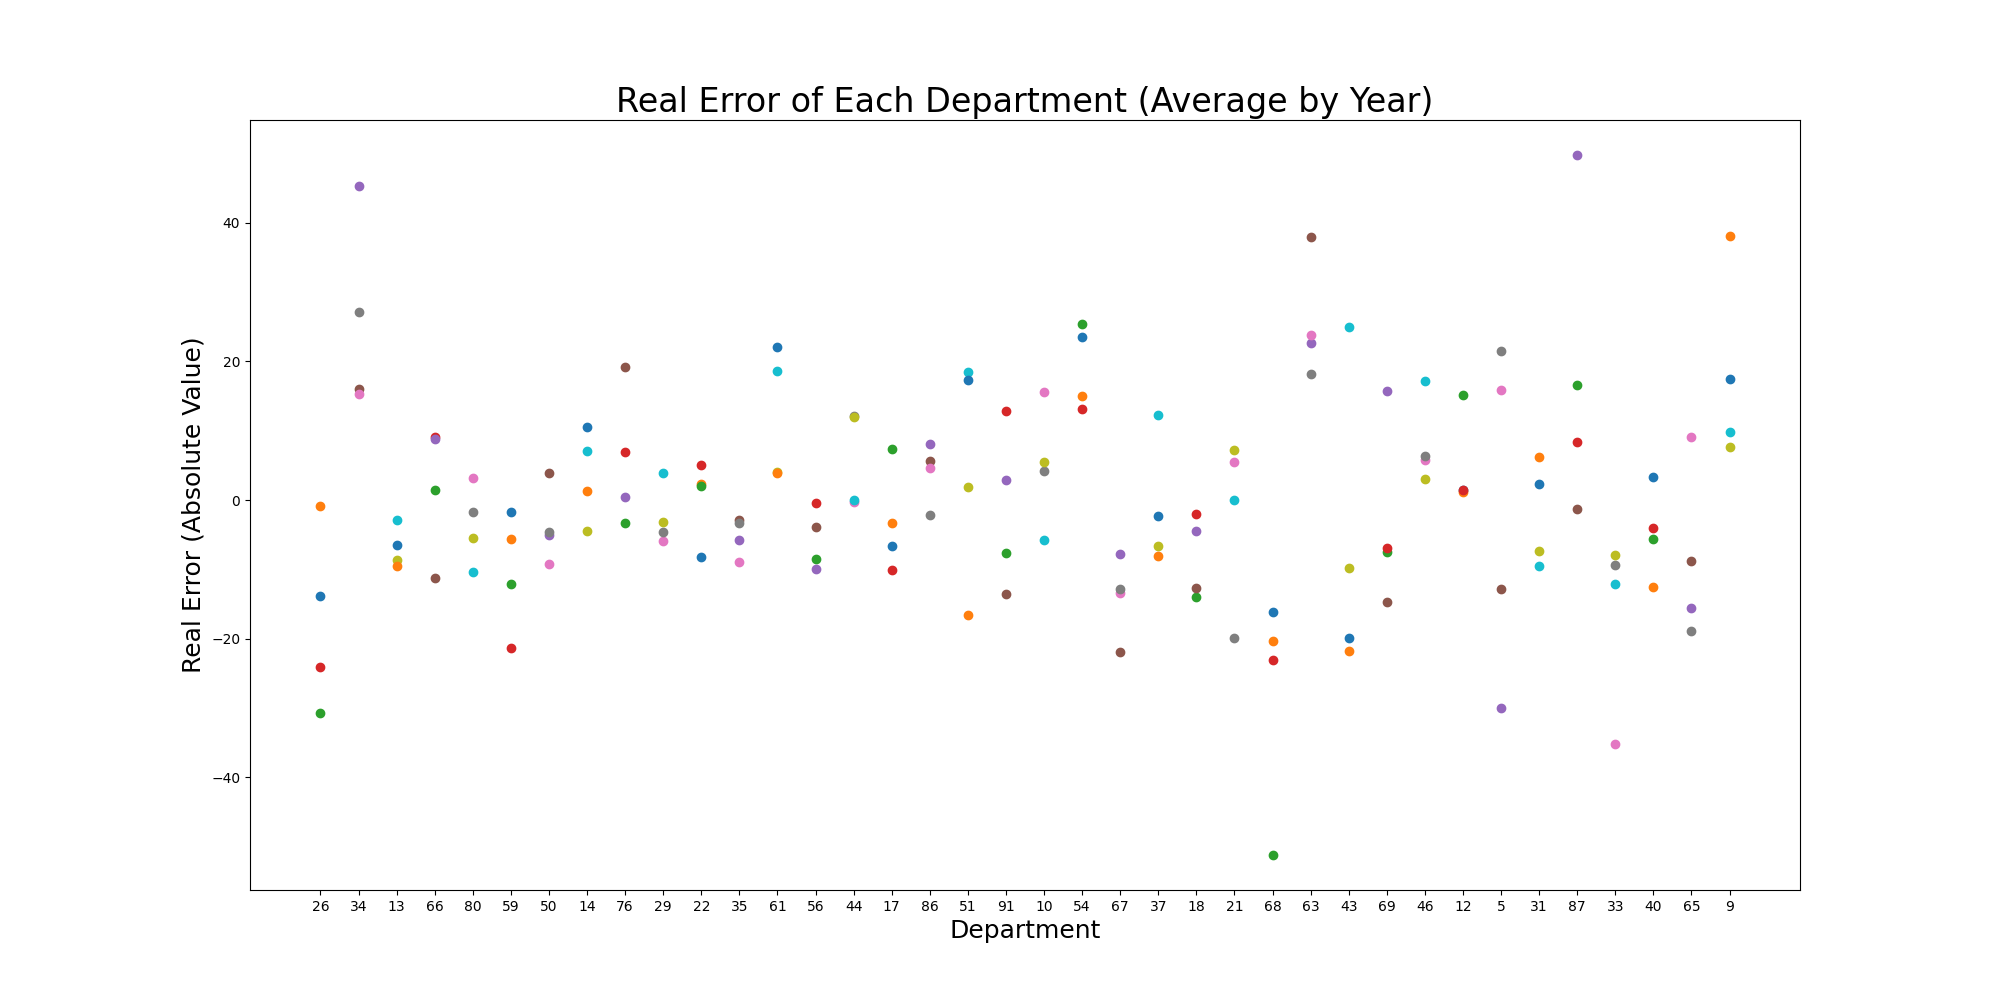 Real Error of Each Department (Average by Year)
Real Error (Absolute Value)
40
20
0
−20
−40
26 34 13 66 80 59 50 14 76 29 22 35 61 56 44 17 86 51 91 10 54 67 37 18 21 68 63 43 69 46 12 5 31 87 33 40 65 9
Department